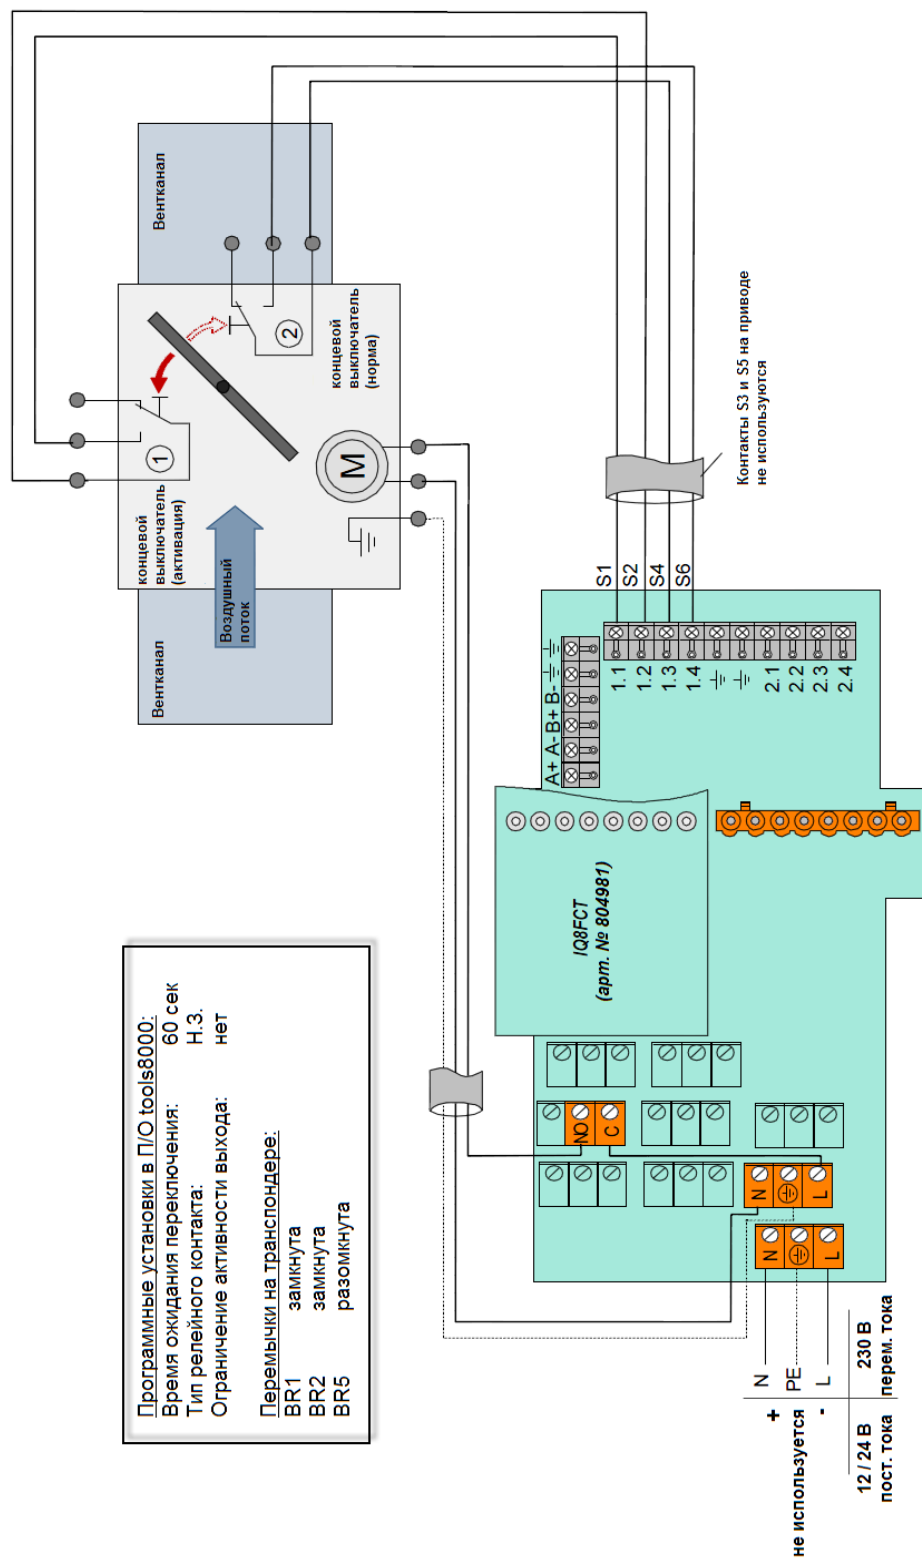 Программные установки в П/О tools8000:
Время ожидания переключения: 60 сек
Тип релейного контакта: Н.З.
Ограничение активности выхода: нет
Перемычки на транспондере:
BR1 замкнута
BR2 замкнута
BR5 разомкнута
Вентканал
Воздушный
поток
концевой
выключатель
(активация)
1
M
концевой
выключатель
(норма)
2
Вентканал
Контакты S3 и S5 на приводе
не используются
S1
S2
S4
S6
A+ A- B+ B-
1.1
1.2
1.3
1.4
2.1
2.2
2.3
2.4
IQ8FCT
(арт. № 804981)
NO
C
N
L
N
L
N
PE
L
+
не используется
-
12 / 24 В
пост. тока
230 В
перем. тока